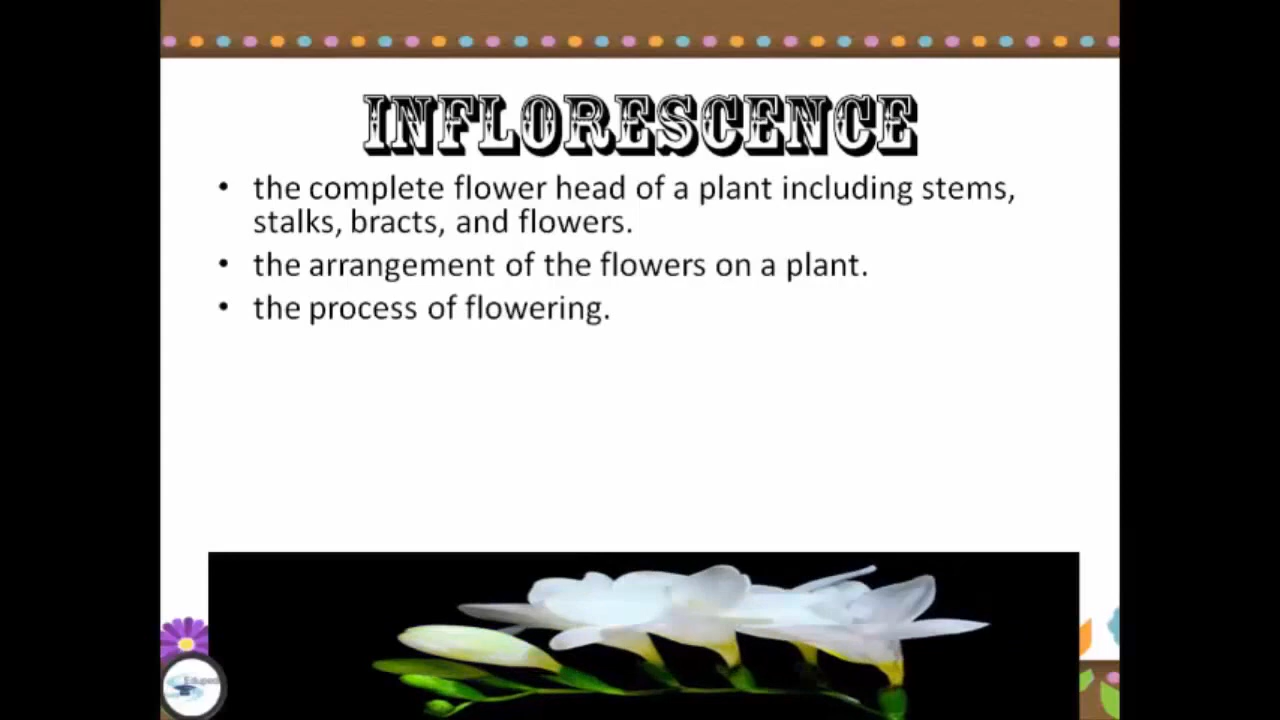 INFLORESCENCE
• the complete flower head of a plant including stems,
stalks, bracts, and flowers.
• the arrangement of the flowers on a plant.
• the process of flowering.
Eduped